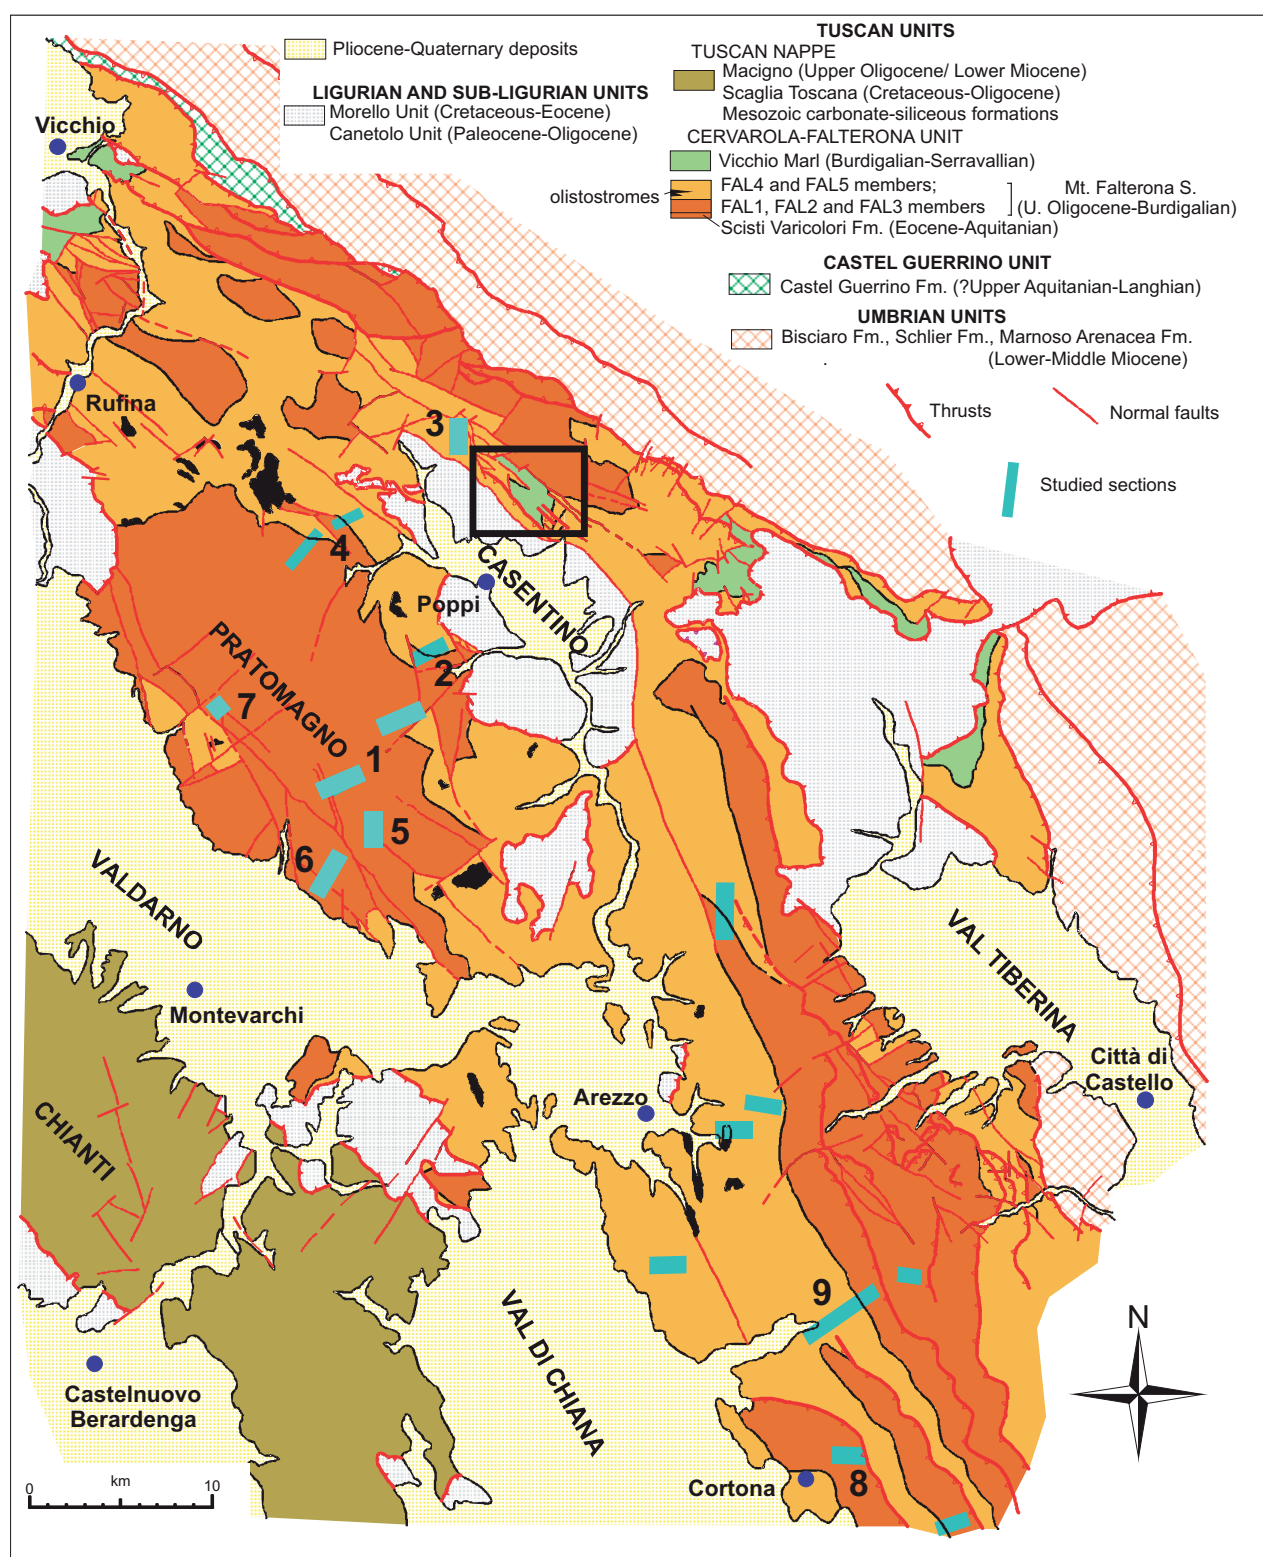 Pliocene-Quaternary deposits
LIGURIAN AND SUB-LIGURIAN UNITS
Morello Unit (Cretaceous-Eocene)
Canetolo Unit (Paleocene-Oligocene)
TUSCAN UNITS
TUSCAN NAPPE
Macigno (Upper Oligocene/ Lower Miocene)
Scaglia Toscana (Cretaceous-Oligocene)
Mesozoic carbonate-siliceous formations
CERVAROLA-FALTERONA UNIT
Vicchio Marl (Burdigalian-Serravallian)
olistostromes
FAL4 and FAL5 members;
FAL1, FAL2 and FAL3 members
Mt. Falterona S.
(U. Oligocene-Burdigalian)
Scisti Varicolori Fm. (Eocene-Aquitanian)
CASTEL GUERRINO UNIT
Castel Guerrino Fm. (?Upper Aquitanian-Langhian)
UMBRIAN UNITS
Bisciaro Fm., Schlier Fm., Marnoso Arenacea Fm.
. (Lower-Middle Miocene)
Thrusts
Normal faults
Studied sections
Vicchio
Rufina
3
4
CASENTINO
Poppi
PRATOMAGNO
2
7
1
5
6
VALDARNO
Montevarchi
VAL TIBERINA
Città di
Castello
Arezzo
CHIANTI
9
VAL DI CHIANA
N
Castelnuovo
Berardenga
Cortona
8
0 km 10